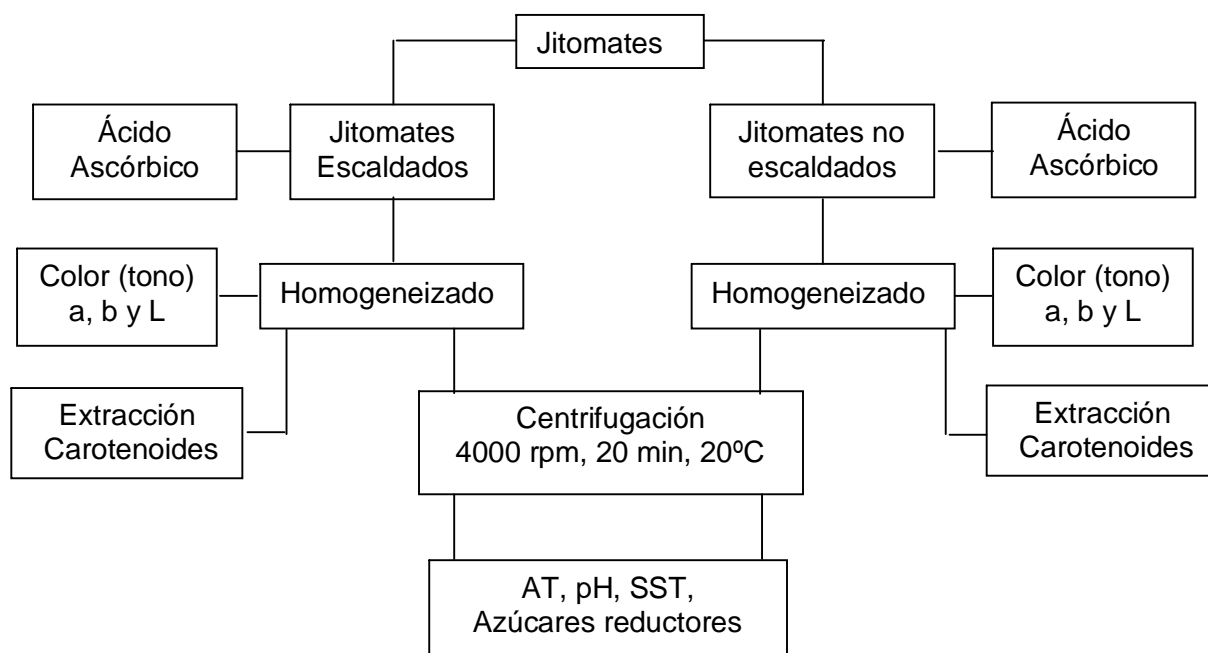 Jitomates
Ácido
Ascórbico
Jitomates
Escaldados
Jitomates no
escaldados
Ácido
Ascórbico
Color (tono)
a, b y L
Homogeneizado
Homogeneizado
Color (tono)
a, b y L
Extracción
Carotenoides
Centrifugación
4000 rpm, 20 min, 20ºC
Extracción
Carotenoides
AT, pH, SST,
Azúcares reductores